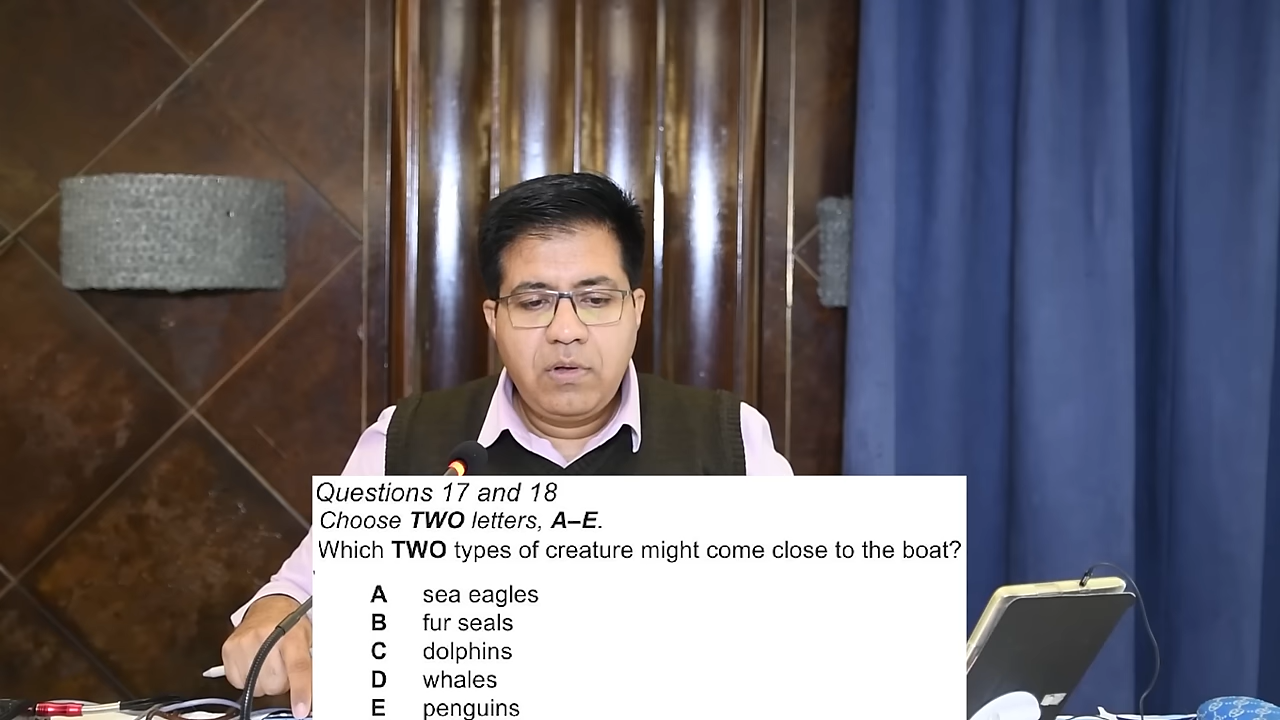 Questions 17 and 18
Choose TWO letters, A–E.
Which TWO types of creature might come close to the boat?
A sea eagles
B fur seals
C dolphins
D whales
E penguins